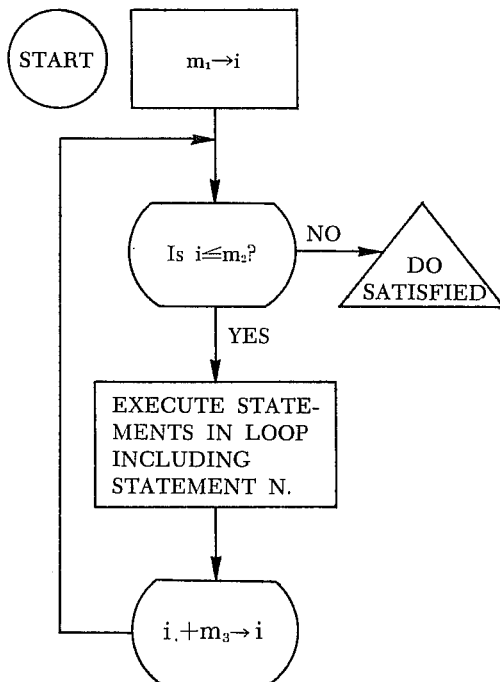 START
m₁→i
Is i≦m₂?
NO
DO
SATISFIED
YES
EXECUTE STATE-
MENTS IN LOOP
INCLUDING
STATEMENT N.
i.+m₃→i